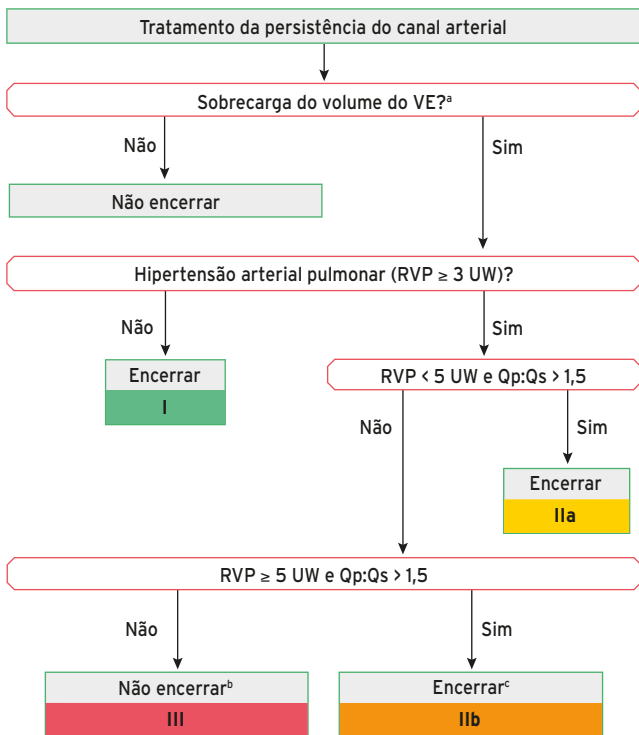 Tratamento da persistência do canal arterial
Sobrecarga do volume do VE?ª
Não
Sim
Não encerrar
Hipertensão arterial pulmonar (RVP ≥ 3 UW)?
Não
Sim
Encerrar
I
RVP < 5 UW e Qp:Qs > 1,5
Não
Sim
Encerrar
IIa
RVP ≥ 5 UW e Qp:Qs > 1,5
Não
Sim
Não encerrarᵇ
III
Encerrarᶜ
IIb